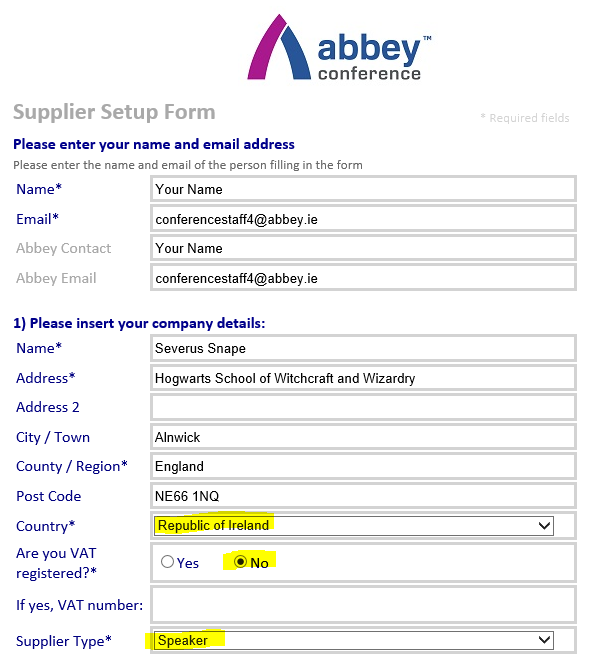 abbey™
conference
Supplier Setup Form
* Required fields
Please enter your name and email address
Please enter the name and email of the person filling in the form
Name* Your Name
Email* conferencestaff4@abbey.ie
Abbey Contact Your Name
Abbey Email conferencestaff4@abbey.ie
1) Please insert your company details:
Name* Severus Snape
Address* Hogwarts School of Witchcraft and Wizardry
Address 2
City / Town Alnwick
County / Region* England
Post Code NE66 1NQ
Country* Republic of Ireland
Are you VAT
registered?* Yes No
If yes, VAT number:
Supplier Type* Speaker